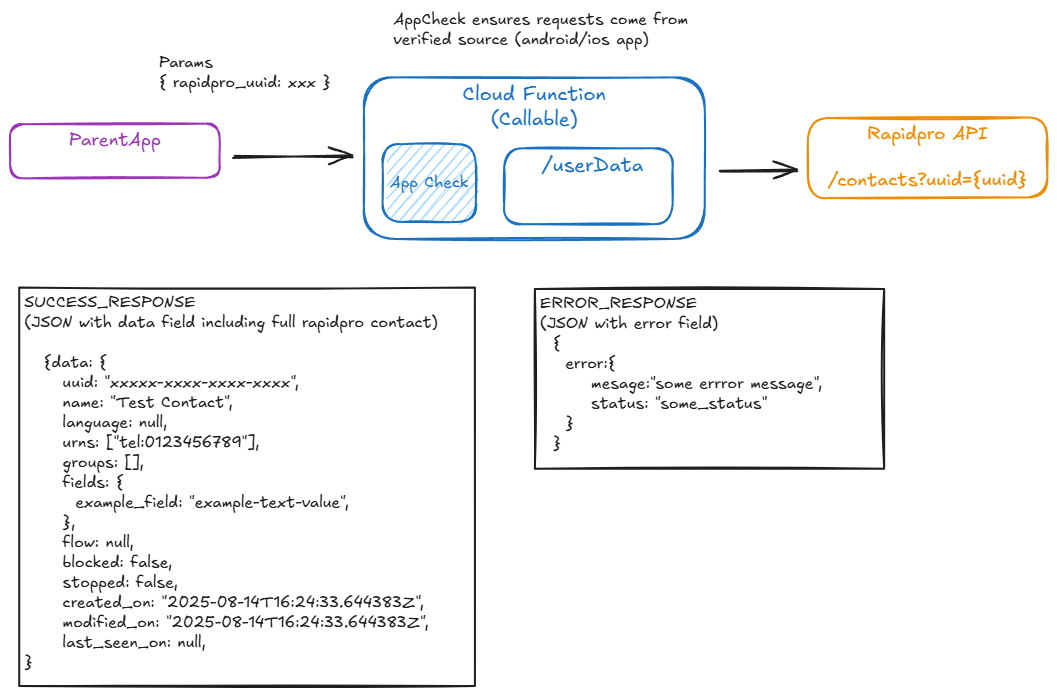 AppCheck ensures requests come from
verified source (android/ios app)
Params
{ rapidpro_uuid: xxx }
ParentApp
Cloud Function
(Callable)
App Check
/userData
Rapidpro API
/contacts?uuid={uuid}
SUCCESS_RESPONSE
(JSON with data field including full rapidpro contact)
{data: {
uuid: "xxxxx-xxxx-xxxx-xxxx",
name: "Test Contact",
language: null,
urns: ["tel:0123456789"],
groups: [],
fields: {
example_field: "example-text-value",
},
flow: null,
blocked: false,
stopped: false,
created_on: "2025-08-14T16:24:33.644383Z",
modified_on: "2025-08-14T16:24:33.644383Z",
last_seen_on: null,
}
ERROR_RESPONSE
(JSON with error field)
{
error:{
mesage:"some errror message",
status: "some_status"
}
}